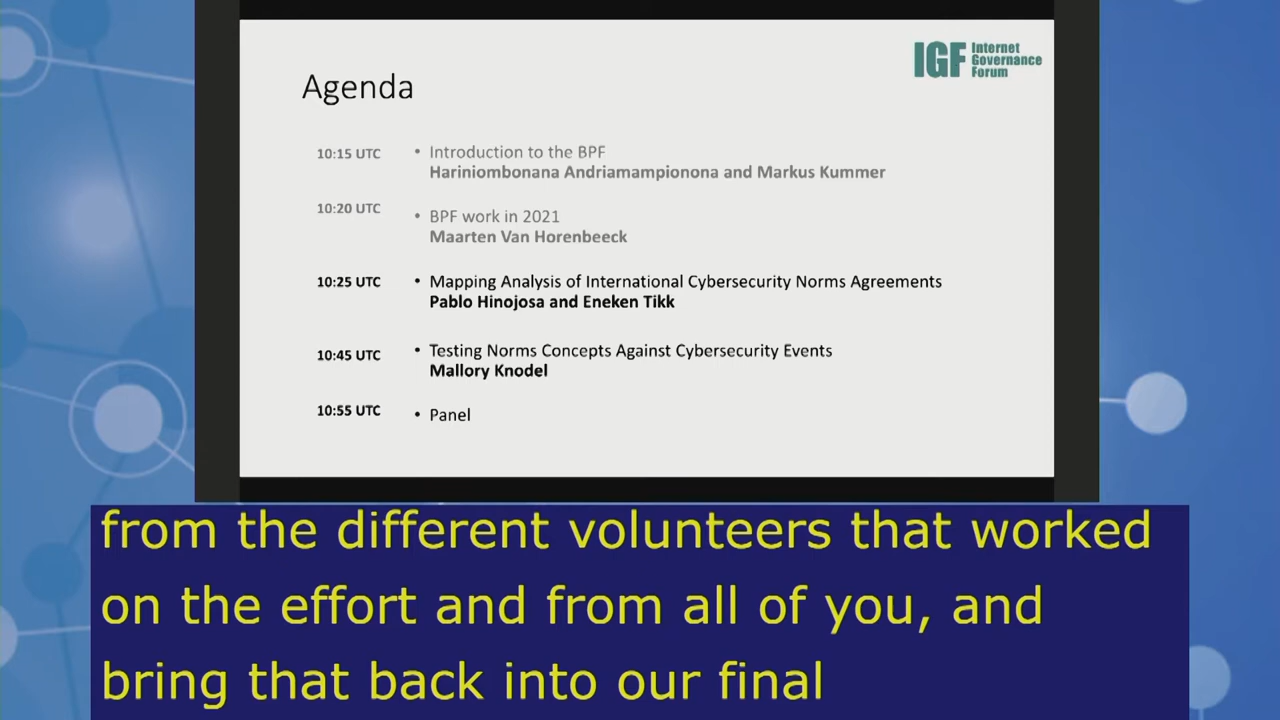 IGF Internet
Governance
Forum
Agenda
10:15 UTC
• Introduction to the BPF
Hariniombonana Andriamampionona and Markus Kummer
10:20 UTC
• BPF work in 2021
Maarten Van Horenbeeck
10:25 UTC
• Mapping Analysis of International Cybersecurity Norms Agreements
Pablo Hinojosa and Eneken Tikk
10:45 UTC
• Testing Norms Concepts Against Cybersecurity Events
Mallory Knodel
10:55 UTC
• Panel
from the different volunteers that worked
on the effort and from all of you, and
bring that back into our final